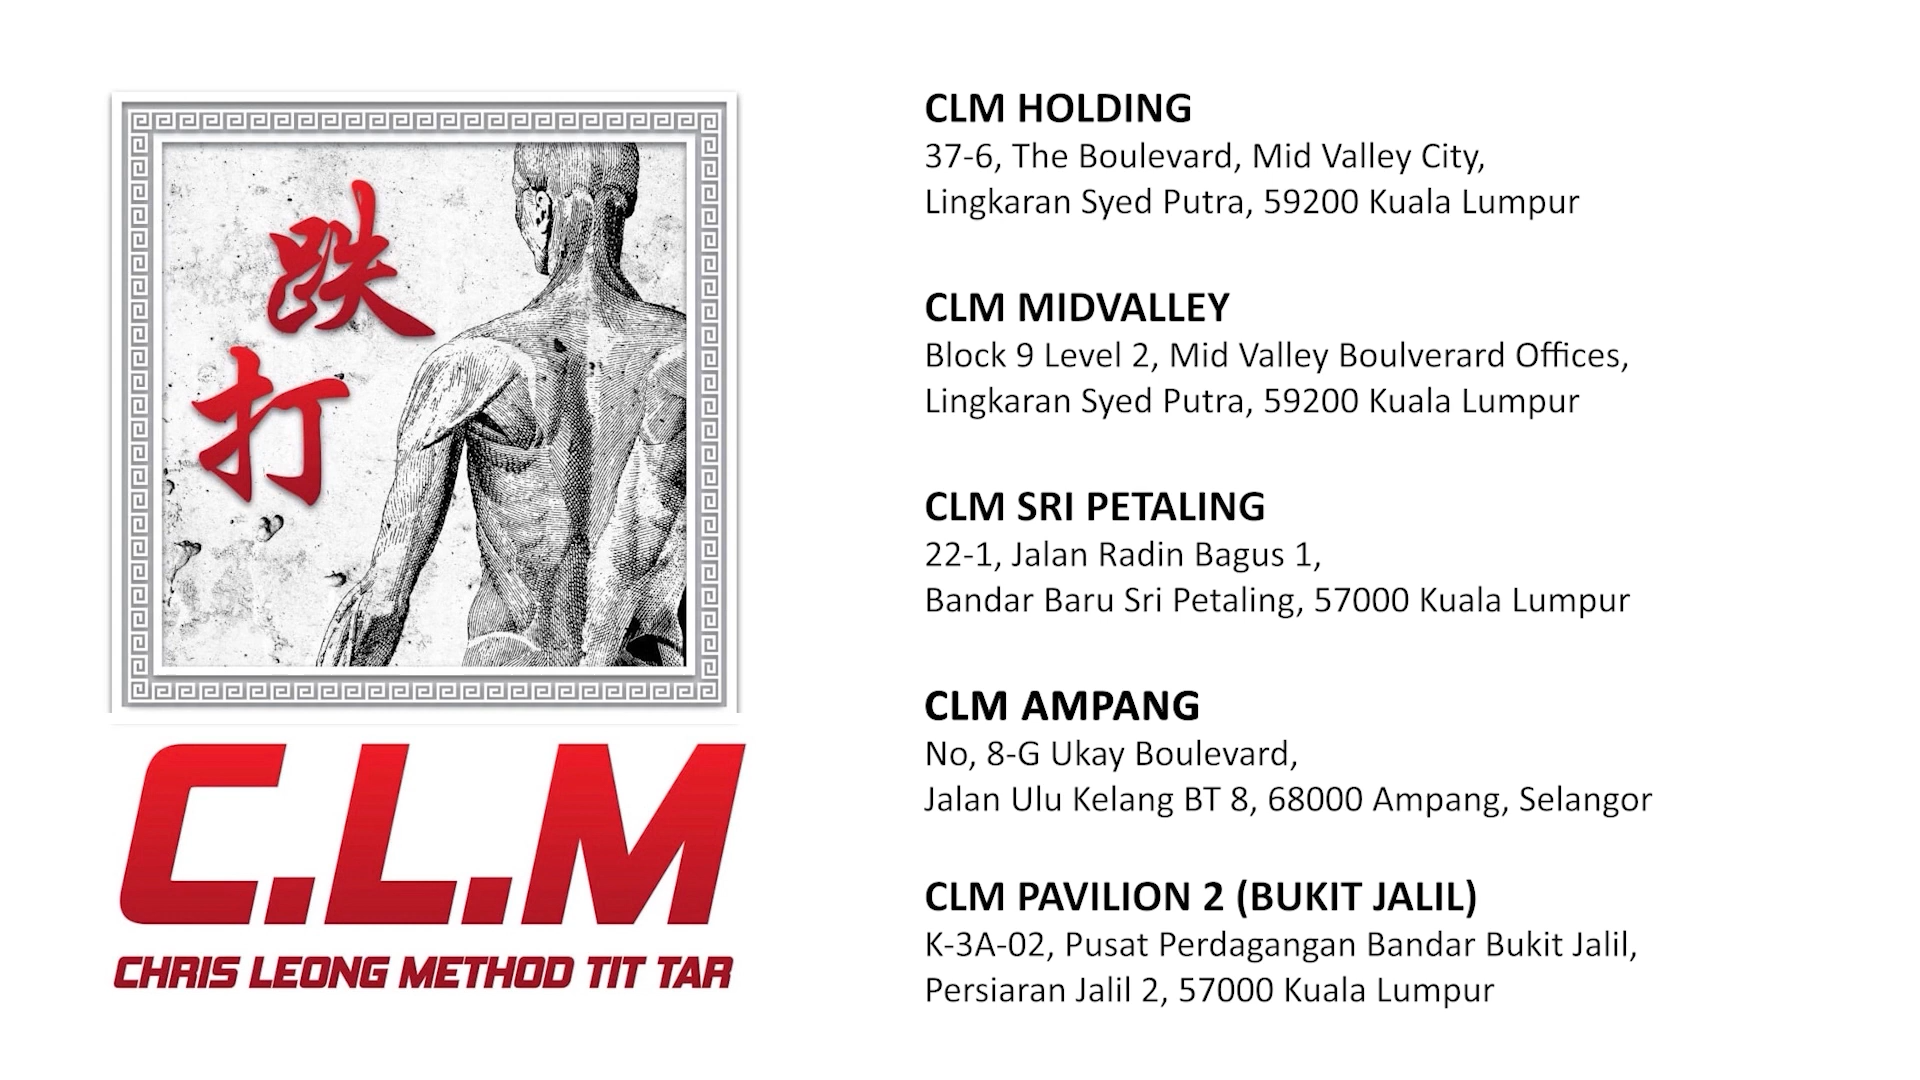 跌
打
C.L.M
CHRIS LEONG METHOD TIT TAR
CLM HOLDING
37-6, The Boulevard, Mid Valley City,
Lingkaran Syed Putra, 59200 Kuala Lumpur
CLM MIDVALLEY
Block 9 Level 2, Mid Valley Boulverard Offices,
Lingkaran Syed Putra, 59200 Kuala Lumpur
CLM SRI PETALING
22-1, Jalan Radin Bagus 1,
Bandar Baru Sri Petaling, 57000 Kuala Lumpur
CLM AMPANG
No, 8-G Ukay Boulevard,
Jalan Ulu Kelang BT 8, 68000 Ampang, Selangor
CLM PAVILION 2 (BUKIT JALIL)
K-3A-02, Pusat Perdagangan Bandar Bukit Jalil,
Persiaran Jalil 2, 57000 Kuala Lumpur